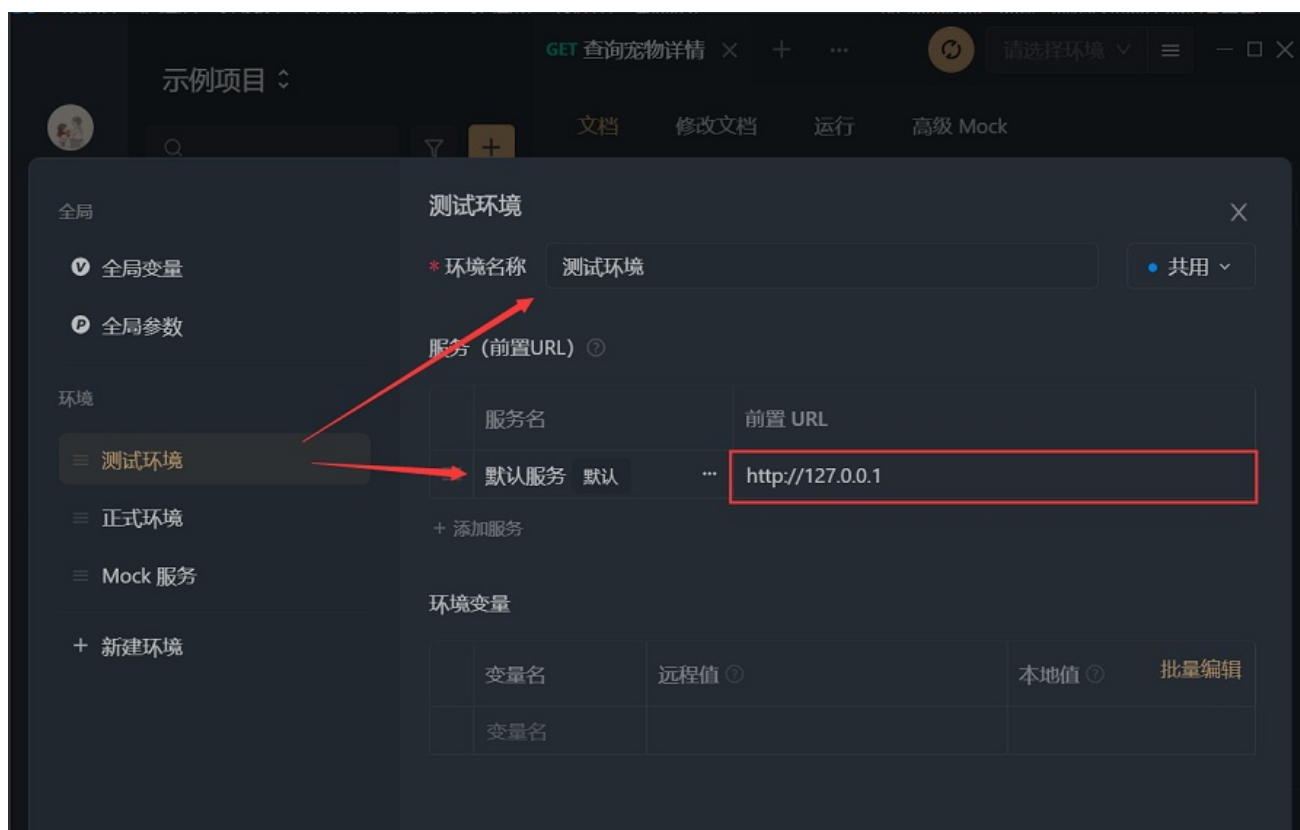 GET 查询宠物详情
请选择环境
示例项目
文档 修改文档 运行 高级 Mock
全局
全局变量
全局参数
环境
测试环境
正式环境
Mock 服务
+ 新建环境
测试环境
* 环境名称 测试环境 共用
服务（前置URL）
服务名 前置 URL
默认服务 默认 ··· http://127.0.0.1
+ 添加服务
环境变量
变量名 远程值 本地值 批量编辑
变量名